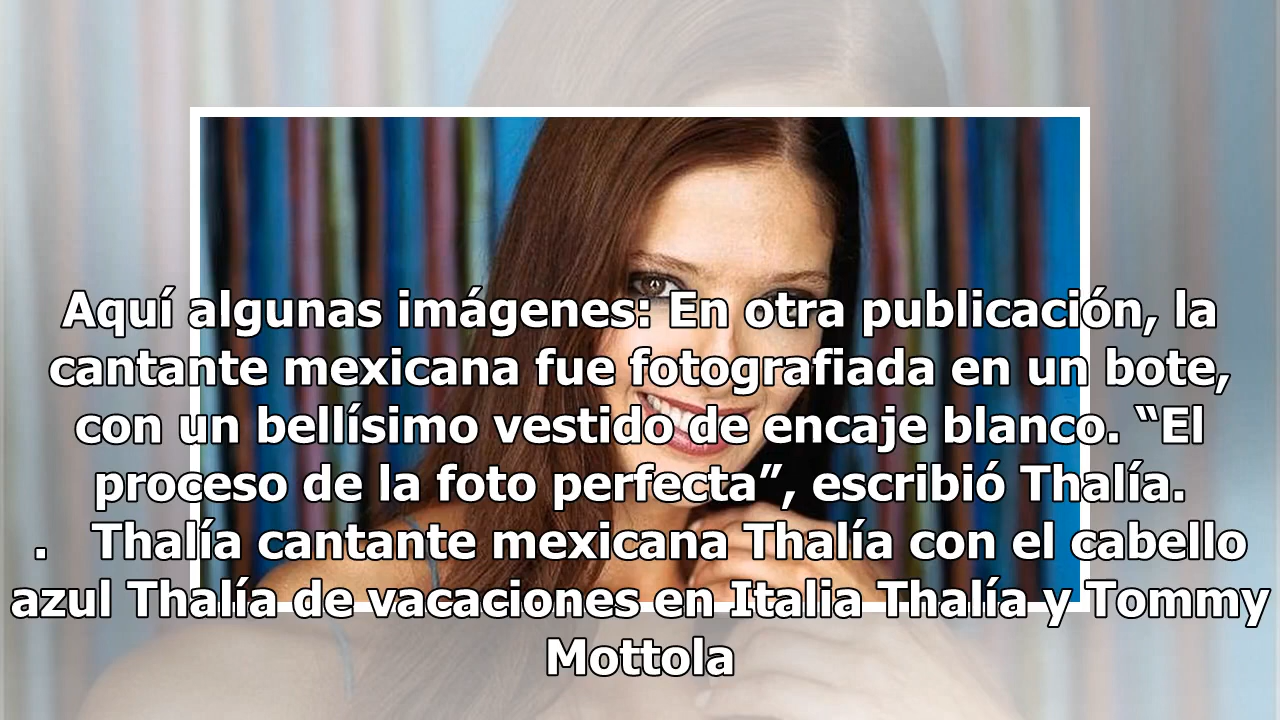 Aquí algunas imágenes: En otra publicación, la
cantante mexicana fue fotografiada en un bote,
con un bellísimo vestido de encaje blanco. “El
proceso de la foto perfecta”, escribió Thalía.
.   Thalía cantante mexicana Thalía con el cabello
azul Thalía de vacaciones en Italia Thalía y Tommy
Mottola